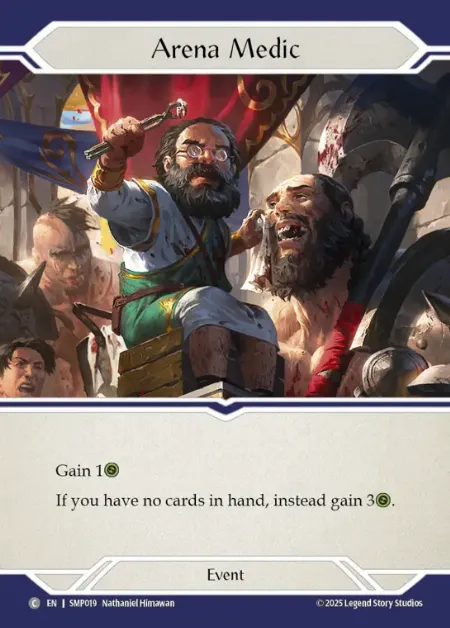 Arena Medic
Gain 1
If you have no cards in hand, instead gain 3.
Event
C EN | SMP019 Nathaniel Himawan © 2025 Legend Story Studios